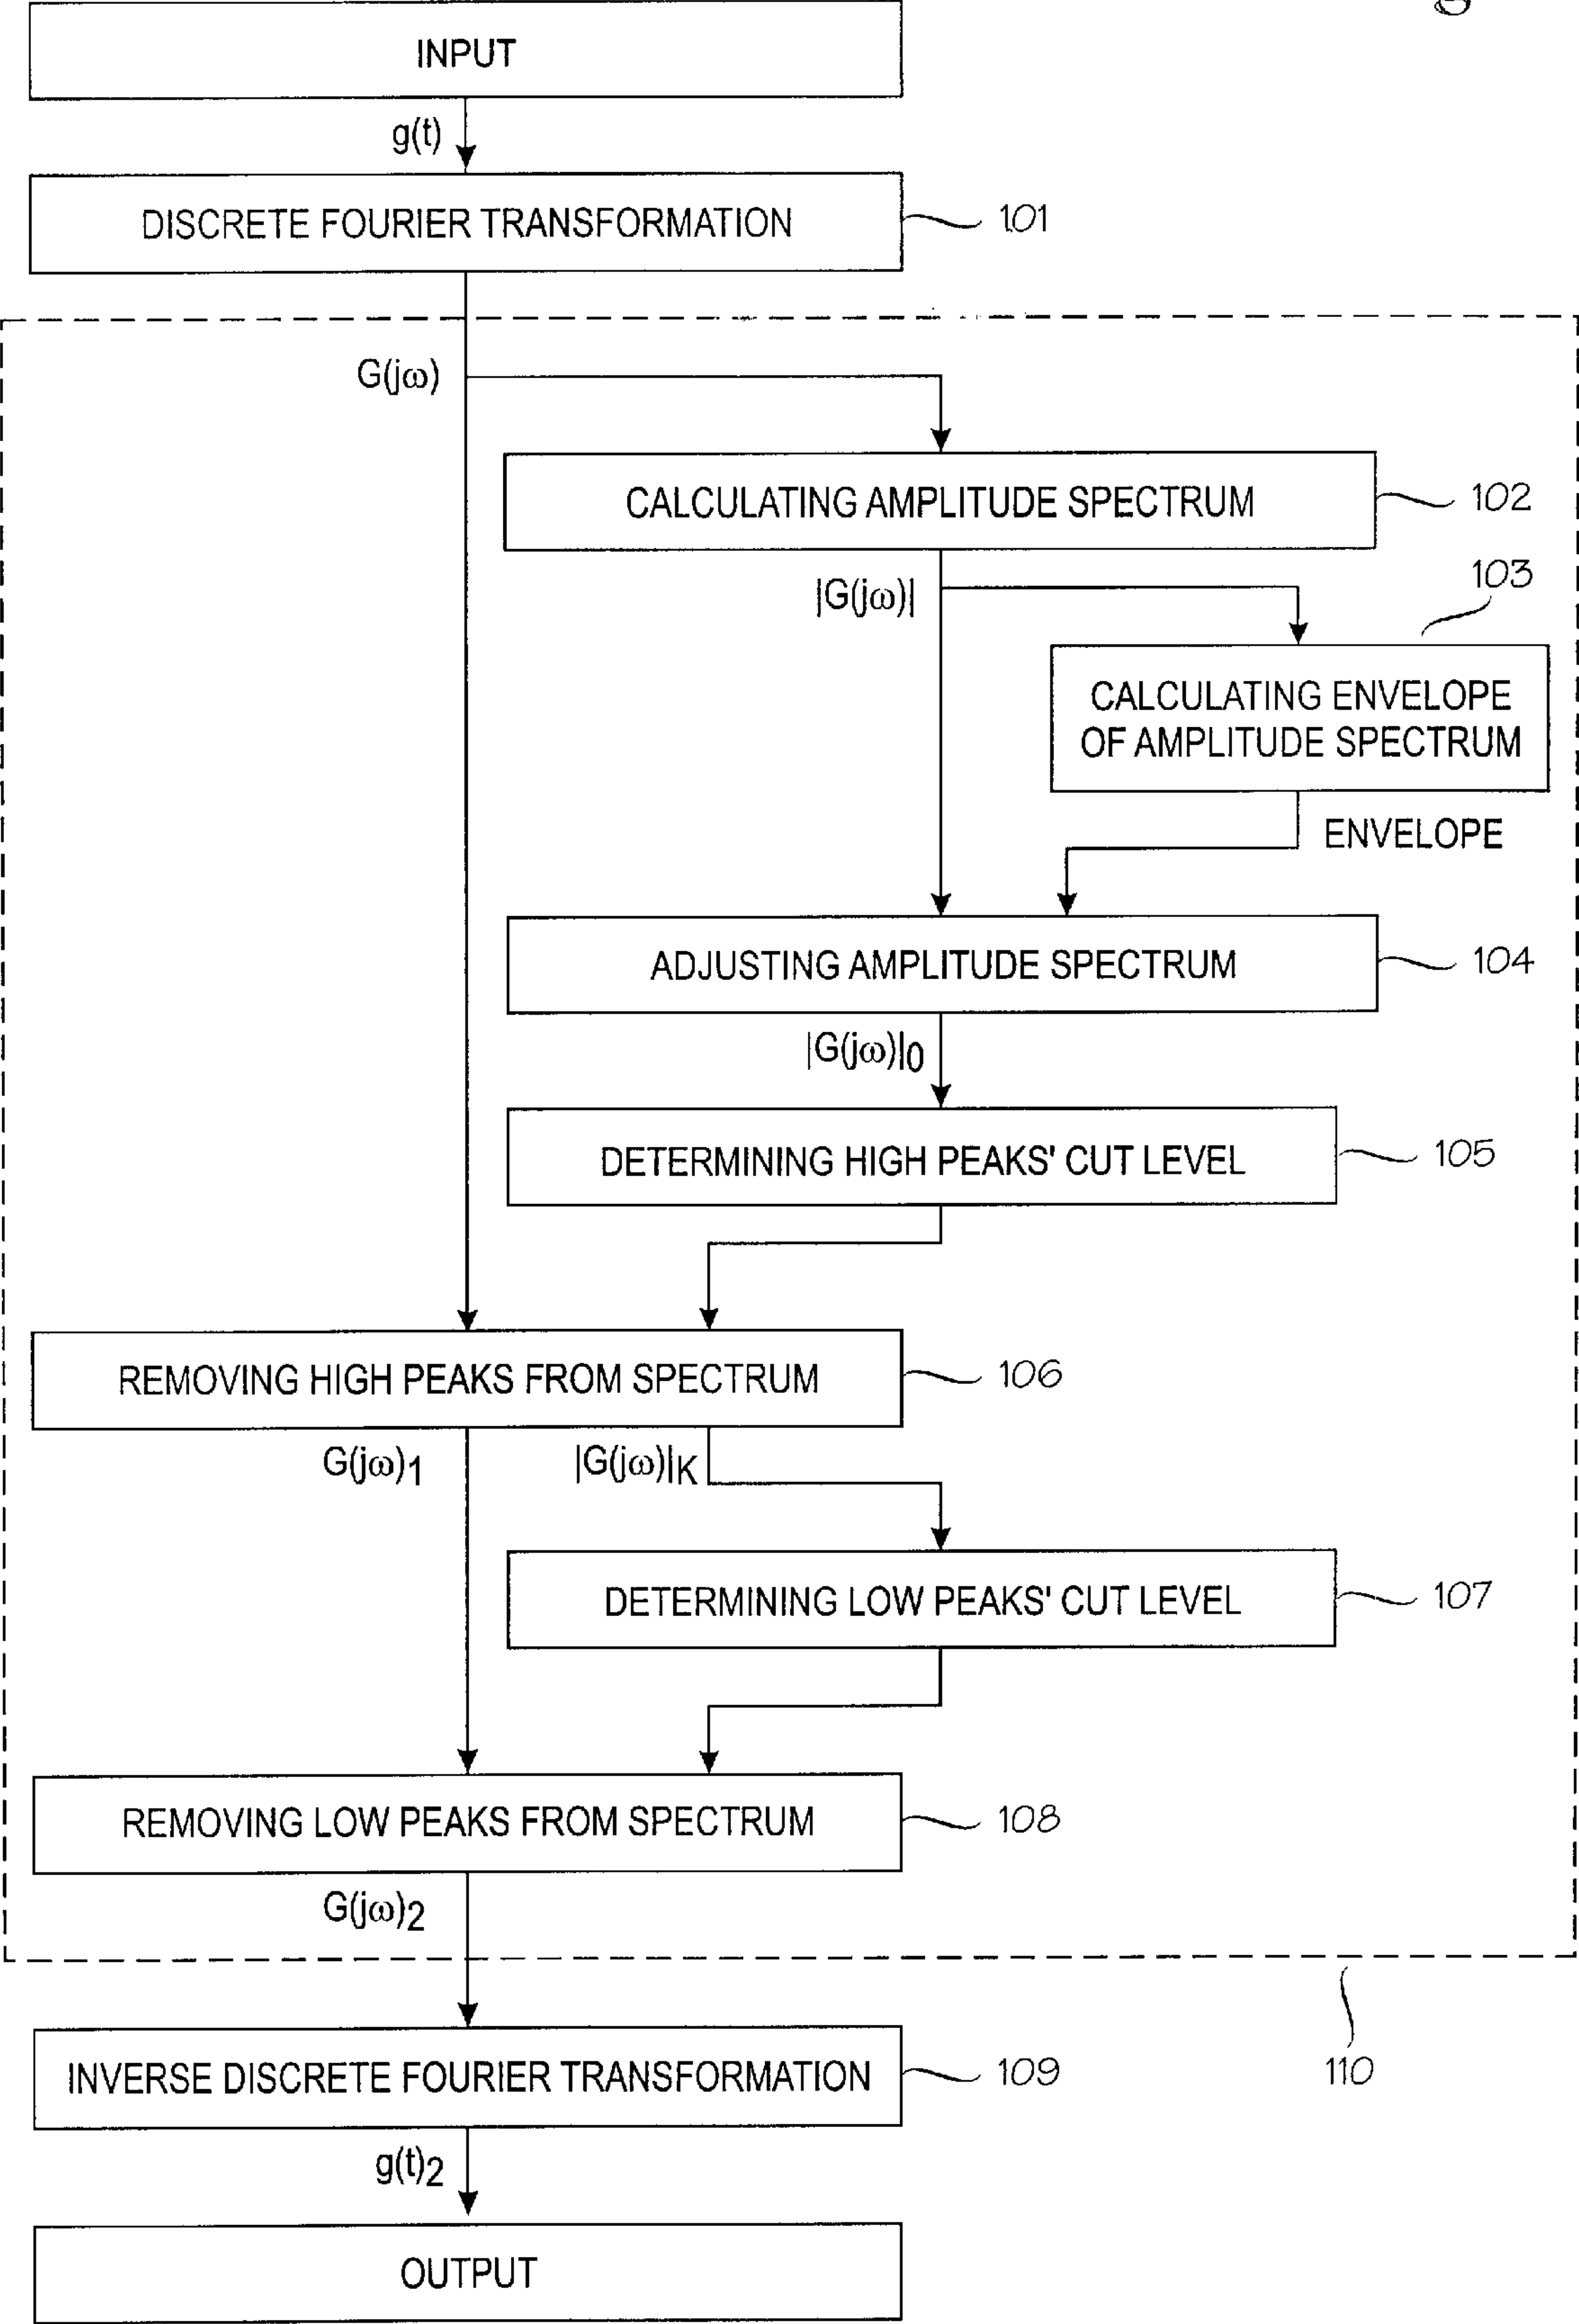 INPUT
g(t)
DISCRETE FOURIER TRANSFORMATION
101
G(jω)
CALCULATING AMPLITUDE SPECTRUM
102
|G(jω)|
103
CALCULATING ENVELOPE
OF AMPLITUDE SPECTRUM
ENVELOPE
ADJUSTING AMPLITUDE SPECTRUM
104
|G(jω)|0
DETERMINING HIGH PEAKS' CUT LEVEL
105
REMOVING HIGH PEAKS FROM SPECTRUM
106
G(jω)1
|G(jω)|K
DETERMINING LOW PEAKS' CUT LEVEL
107
REMOVING LOW PEAKS FROM SPECTRUM
108
G(jω)2
110
INVERSE DISCRETE FOURIER TRANSFORMATION
109
g(t)2
OUTPUT